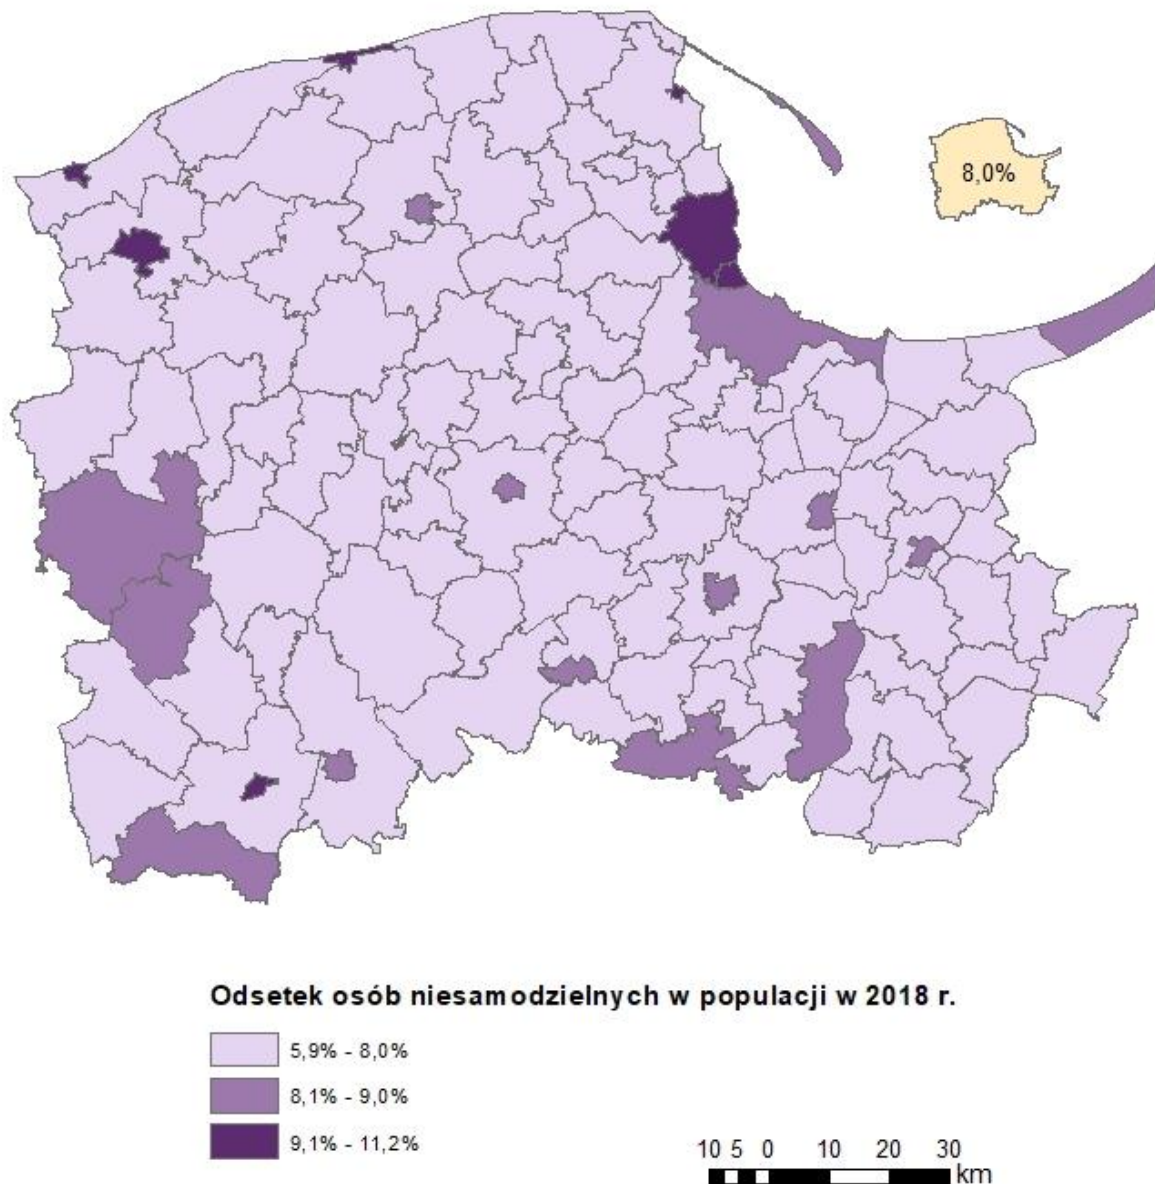 8,0%
Odsetek osób niesamodzielnych w populacji w 2018 r.
5,9% - 8,0%
8,1% - 9,0%
9,1% - 11,2%
10 5 0 10 20 30
km